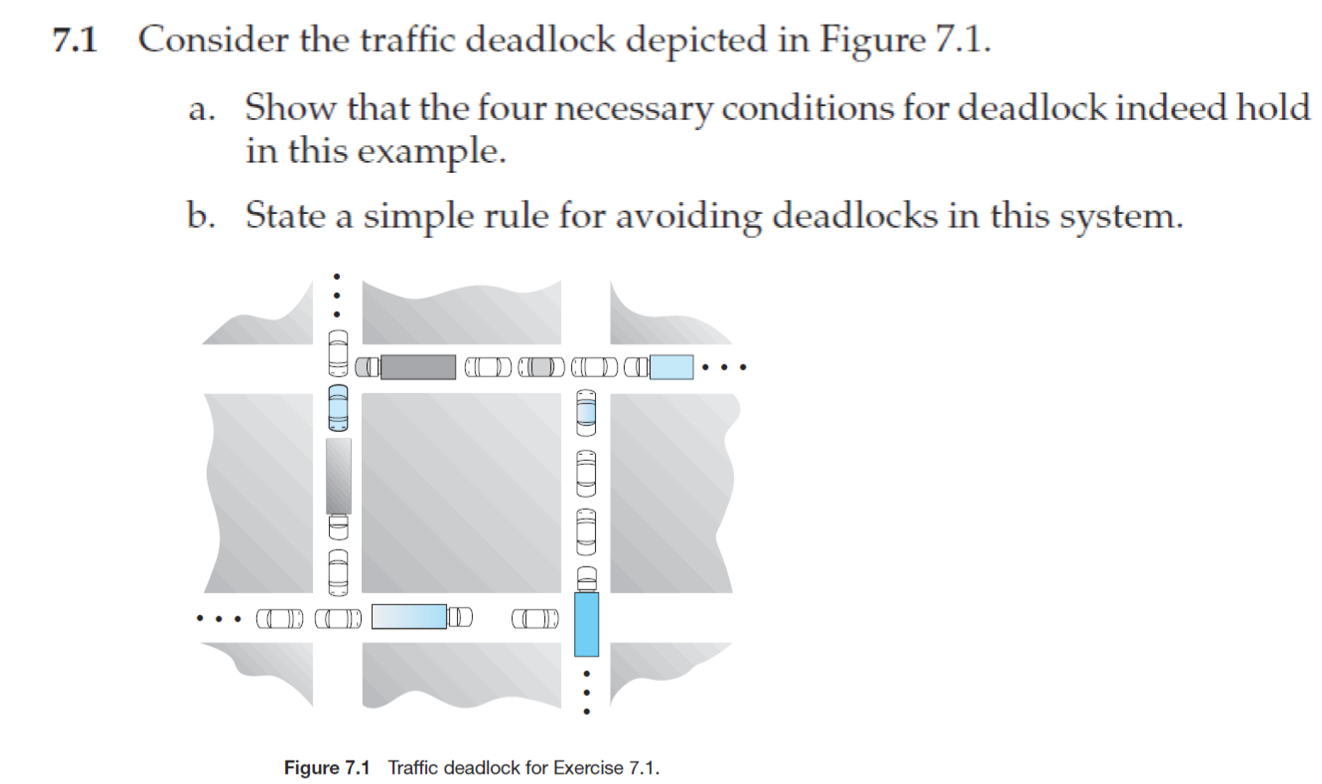 7.1 Consider the traffic deadlock depicted in Figure 7.1.
a. Show that the four necessary conditions for deadlock indeed hold
in this example.
b. State a simple rule for avoiding deadlocks in this system.
Figure 7.1 Traffic deadlock for Exercise 7.1.